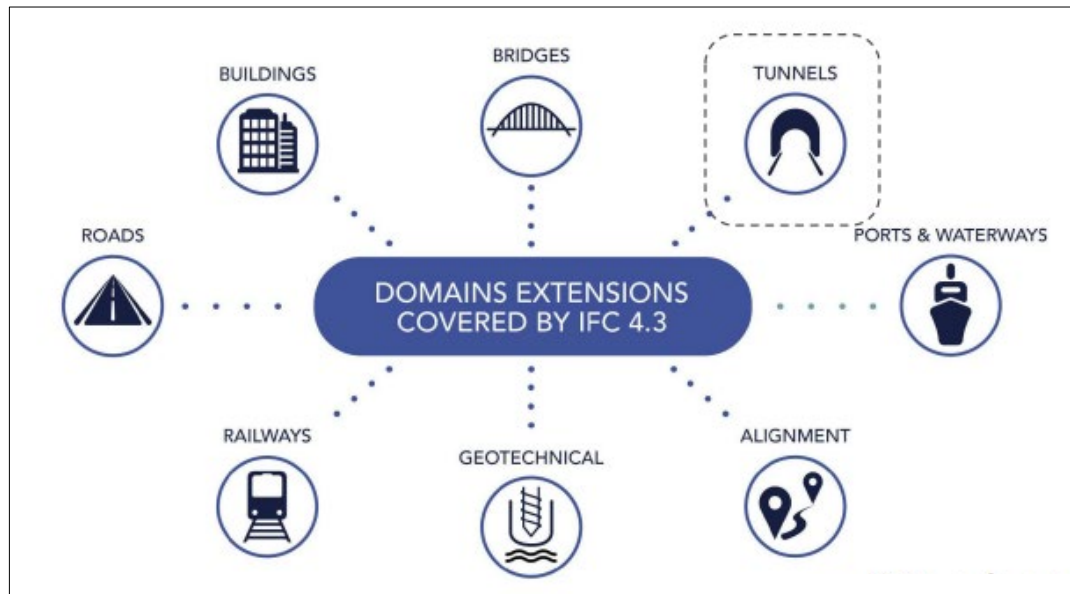 BRIDGES
BUILDINGS
TUNNELS
ROADS
PORTS & WATERWAYS
DOMAINS EXTENSIONS
COVERED BY IFC 4.3
RAILWAYS
GEOTECHNICAL
ALIGNMENT